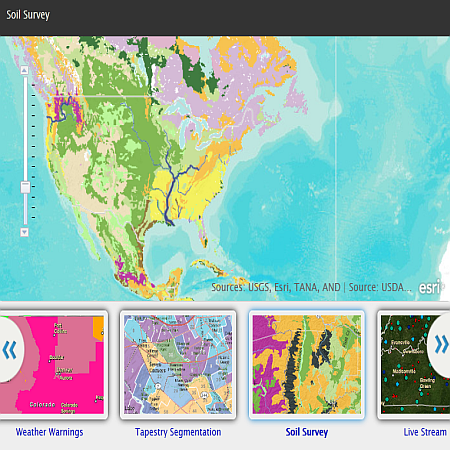 Soil Survey
Sources: USGS, Esri, TANA, AND | Source: USDA... esri
Fort
Collins
Boulder
Aurora
Colorado
Colorado
Springs
Evansville
Owensboro
Madisonville
Bowling
Green
Weather Warnings
Tapestry Segmentation
Soil Survey
Live Stream